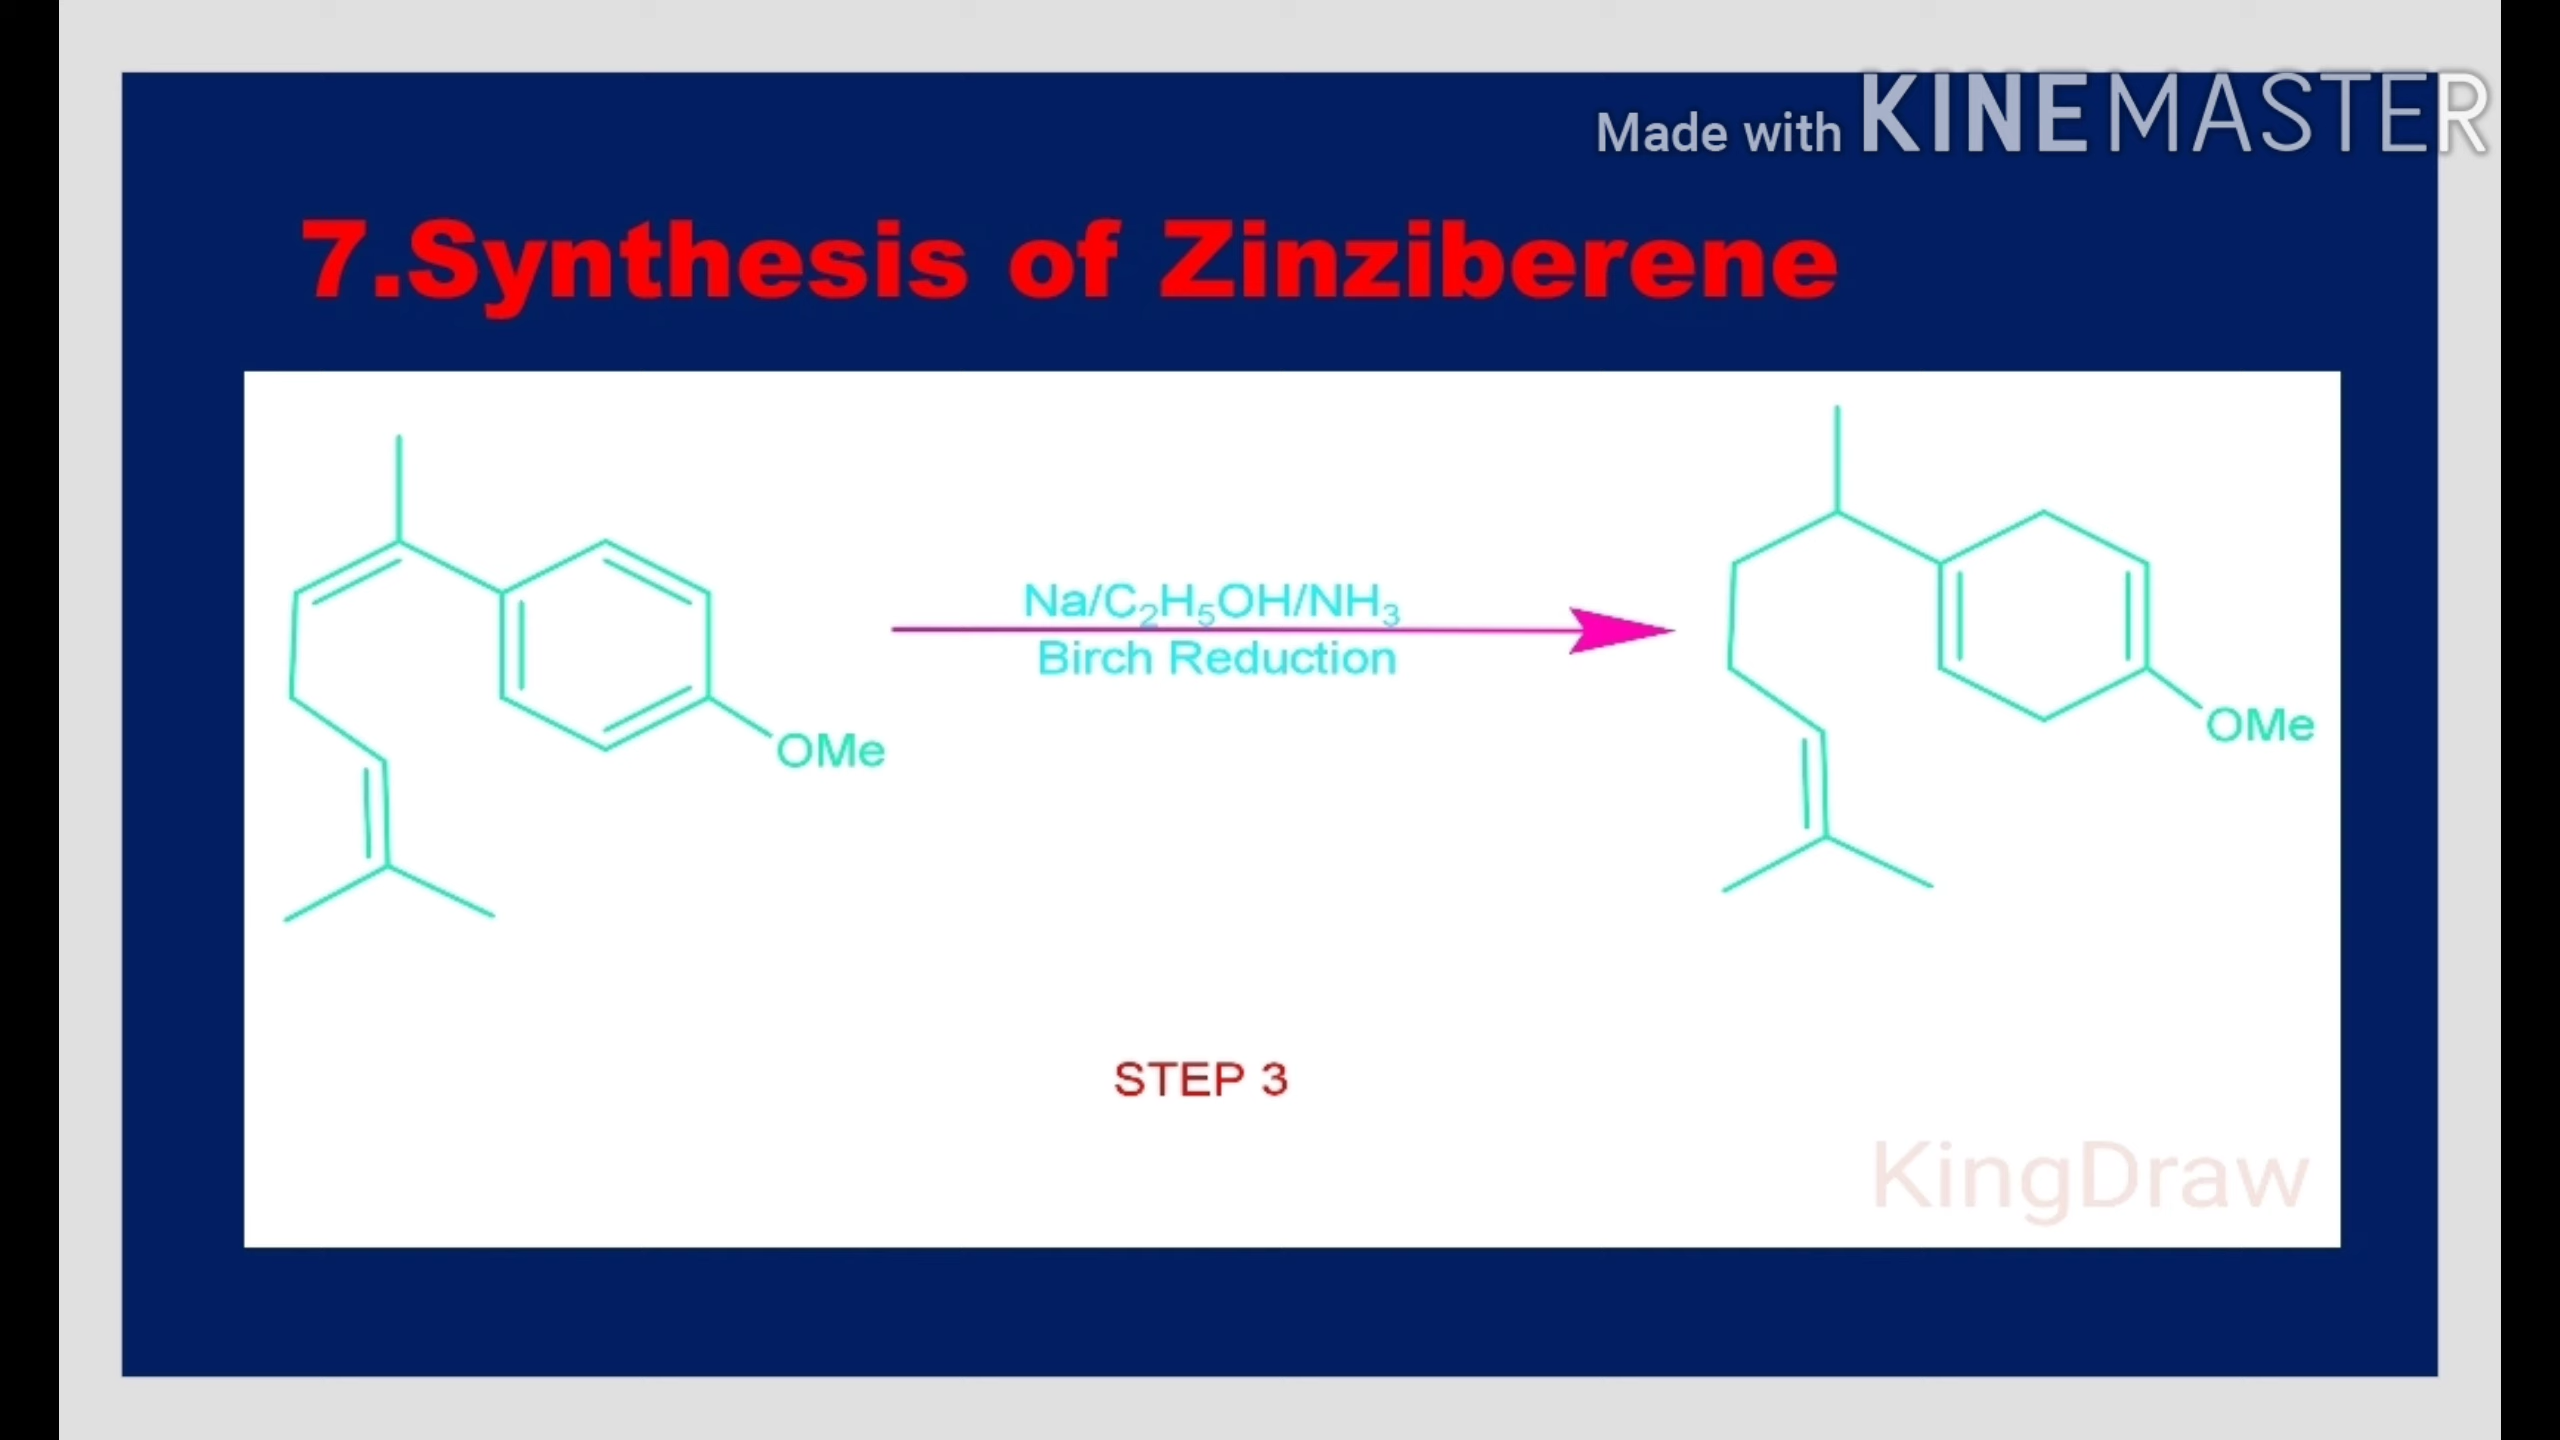 Made with KINEMASTER
7.Synthesis of Zinziberene
Na/C₂H₅OH/NH₃
Birch Reduction
OMe
OMe
STEP 3
KingDraw